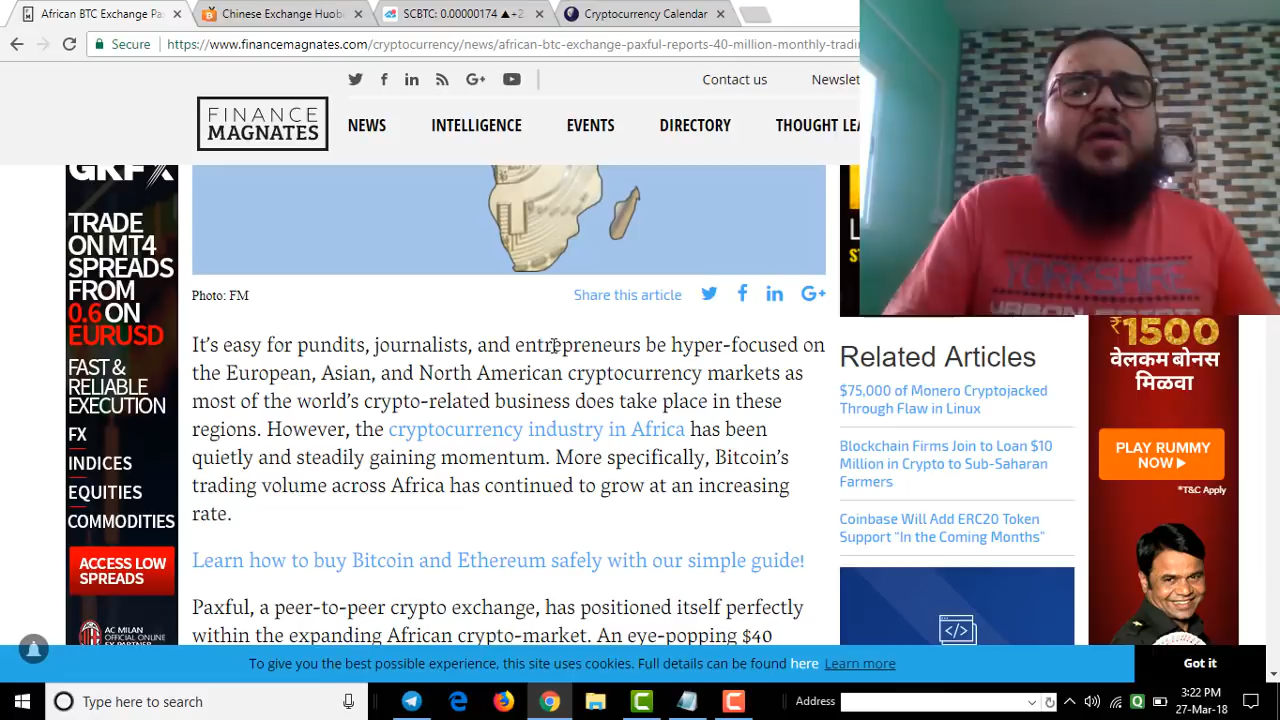 African BTC Exchange Pa
Chinese Exchange Huob
SCBTC: 0.00000174 ▲+2
Cryptocurrency Calendar
Secure
https://www.financemagnates.com/cryptocurrency/news/african-btc-exchange-paxful-reports-40-million-monthly-tradi
Contact us
Newslet
FINANCE
MAGNATES
NEWS
INTELLIGENCE
EVENTS
DIRECTORY
THOUGHT LEA
GKFX
TRADE
ON MT4
SPREADS
FROM
0.6 ON
EURUSD
FAST &
RELIABLE
EXECUTION
FX
INDICES
EQUITIES
COMMODITIES
ACCESS LOW
SPREADS
AC MILAN
OFFICIAL ONLINE
Photo: FM
Share this article
It's easy for pundits, journalists, and entrepreneurs be hyper-focused on
the European, Asian, and North American cryptocurrency markets as
most of the world's crypto-related business does take place in these
regions. However, the cryptocurrency industry in Africa has been
quietly and steadily gaining momentum. More specifically, Bitcoin's
trading volume across Africa has continued to grow at an increasing
rate.
Learn how to buy Bitcoin and Ethereum safely with our simple guide!
Paxful, a peer-to-peer crypto exchange, has positioned itself perfectly
within the expanding African crypto-market. An eye-popping $40
Related Articles
$75,000 of Monero Cryptojacked
Through Flaw in Linux
Blockchain Firms Join to Loan $10
Million in Crypto to Sub-Saharan
Farmers
Coinbase Will Add ERC20 Token
Support "In the Coming Months"
YORKSHIRE
₹1500
वेलकम बोनस
मिळवा
PLAY RUMMY
NOW
*T&C Apply
To give you the best possible experience, this site uses cookies. Full details can be found here Learn more
Got it
Type here to search
Address
3:22 PM
27-Mar-18